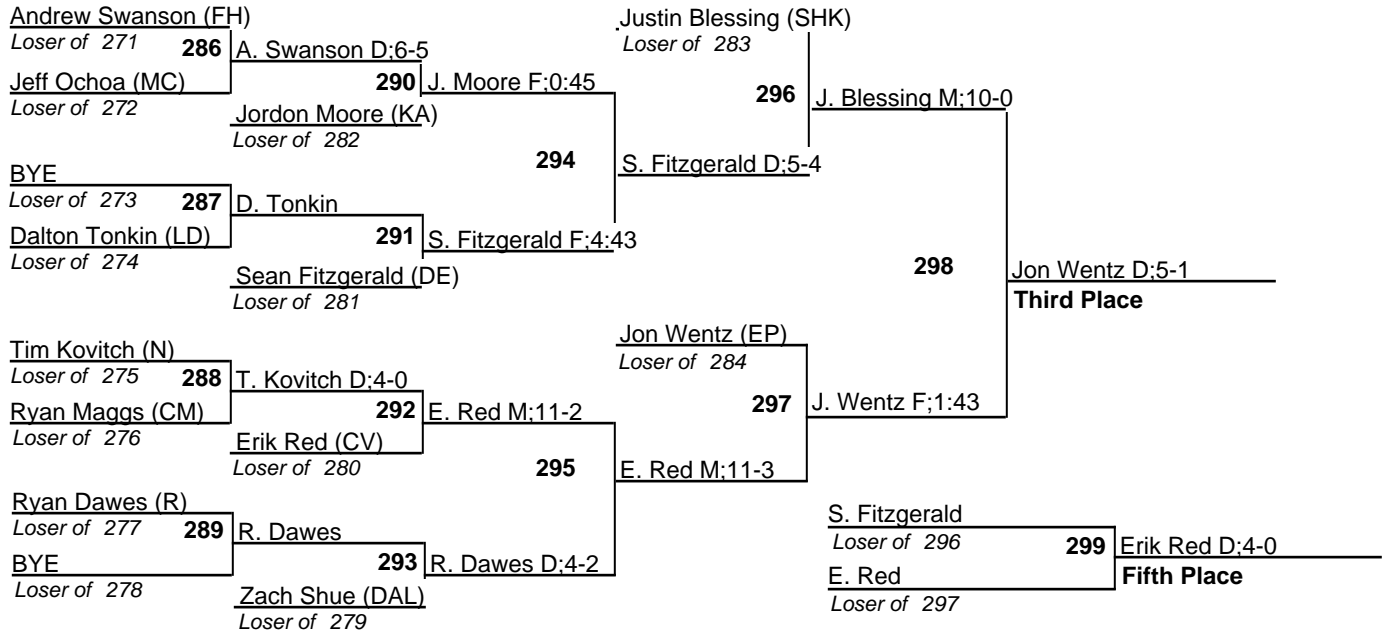 Andrew Swanson (FH)
Loser of 271
286
A. Swanson D;6-5
Jeff Ochoa (MC)
Loser of 272
290
J. Moore F;0:45
Jordon Moore (KA)
Loser of 282
BYE
Loser of 273
287
D. Tonkin
Dalton Tonkin (LD)
Loser of 274
291
S. Fitzgerald F;4:43
Sean Fitzgerald (DE)
Loser of 281
294
S. Fitzgerald D;5-4
Justin Blessing (SHK)
Loser of 283
296
J. Blessing M;10-0
Tim Kovitch (N)
Loser of 275
288
T. Kovitch D;4-0
Ryan Maggs (CM)
Loser of 276
292
E. Red M;11-2
Erik Red (CV)
Loser of 280
Ryan Dawes (R)
Loser of 277
289
R. Dawes
BYE
Loser of 278
293
R. Dawes D;4-2
Zach Shue (DAL)
Loser of 279
295
E. Red M;11-3
Jon Wentz (EP)
Loser of 284
297
J. Wentz F;1:43
298
Jon Wentz D;5-1
Third Place
S. Fitzgerald
Loser of 296
299
Erik Red D;4-0
E. Red
Fifth Place
Loser of 297